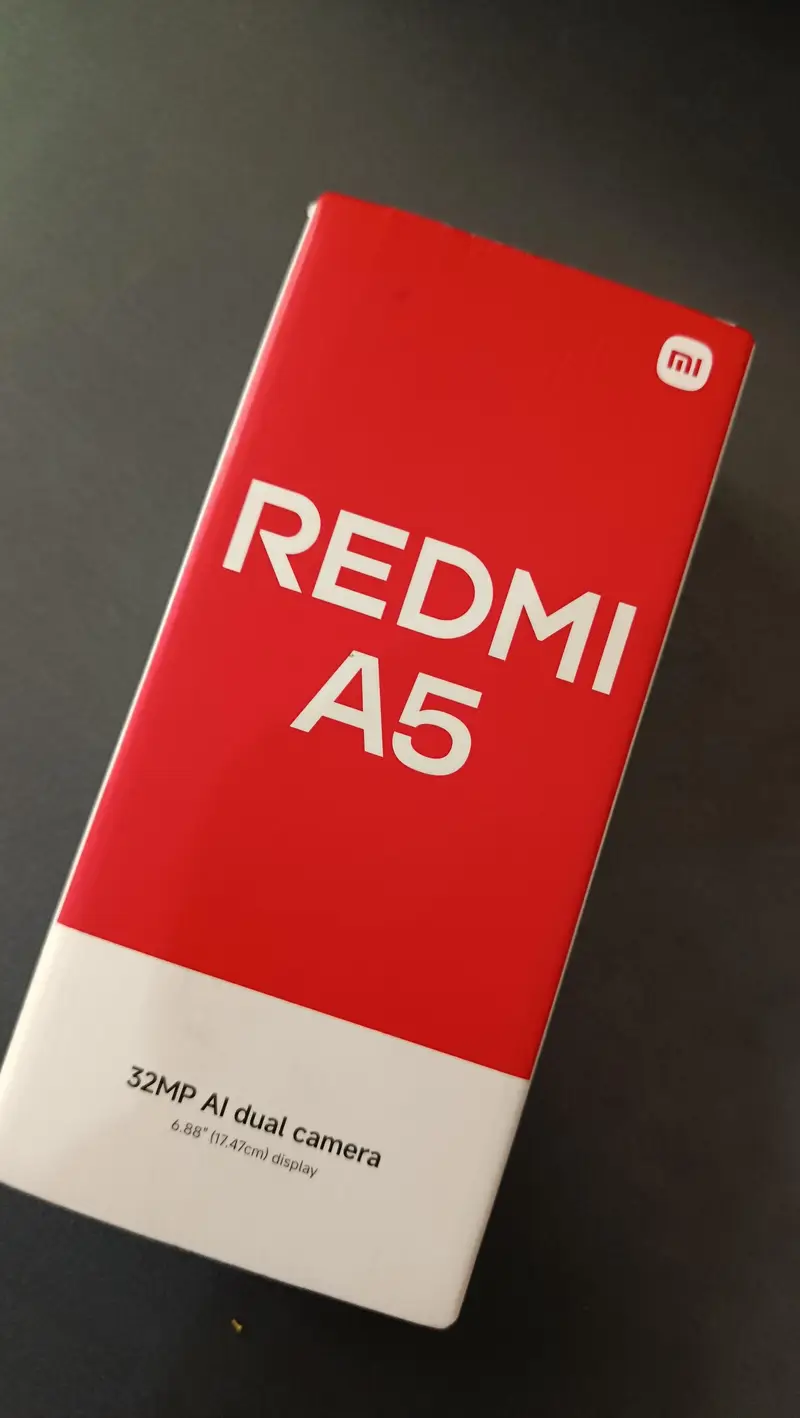 mi
REDMI
A5
32MP AI dual camera
6.88" (17.47cm) display